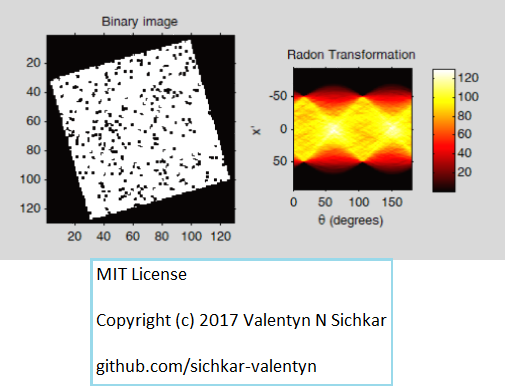 Binary image
20
40
60
80
100
120
20 40 60 80 100 120
Radon Transformation
-50
0
50
x'
0 50 100 150
θ (degrees)
120
100
80
60
40
20
MIT License
Copyright (c) 2017 Valentyn N Sichkar
github.com/sichkar-valentyn